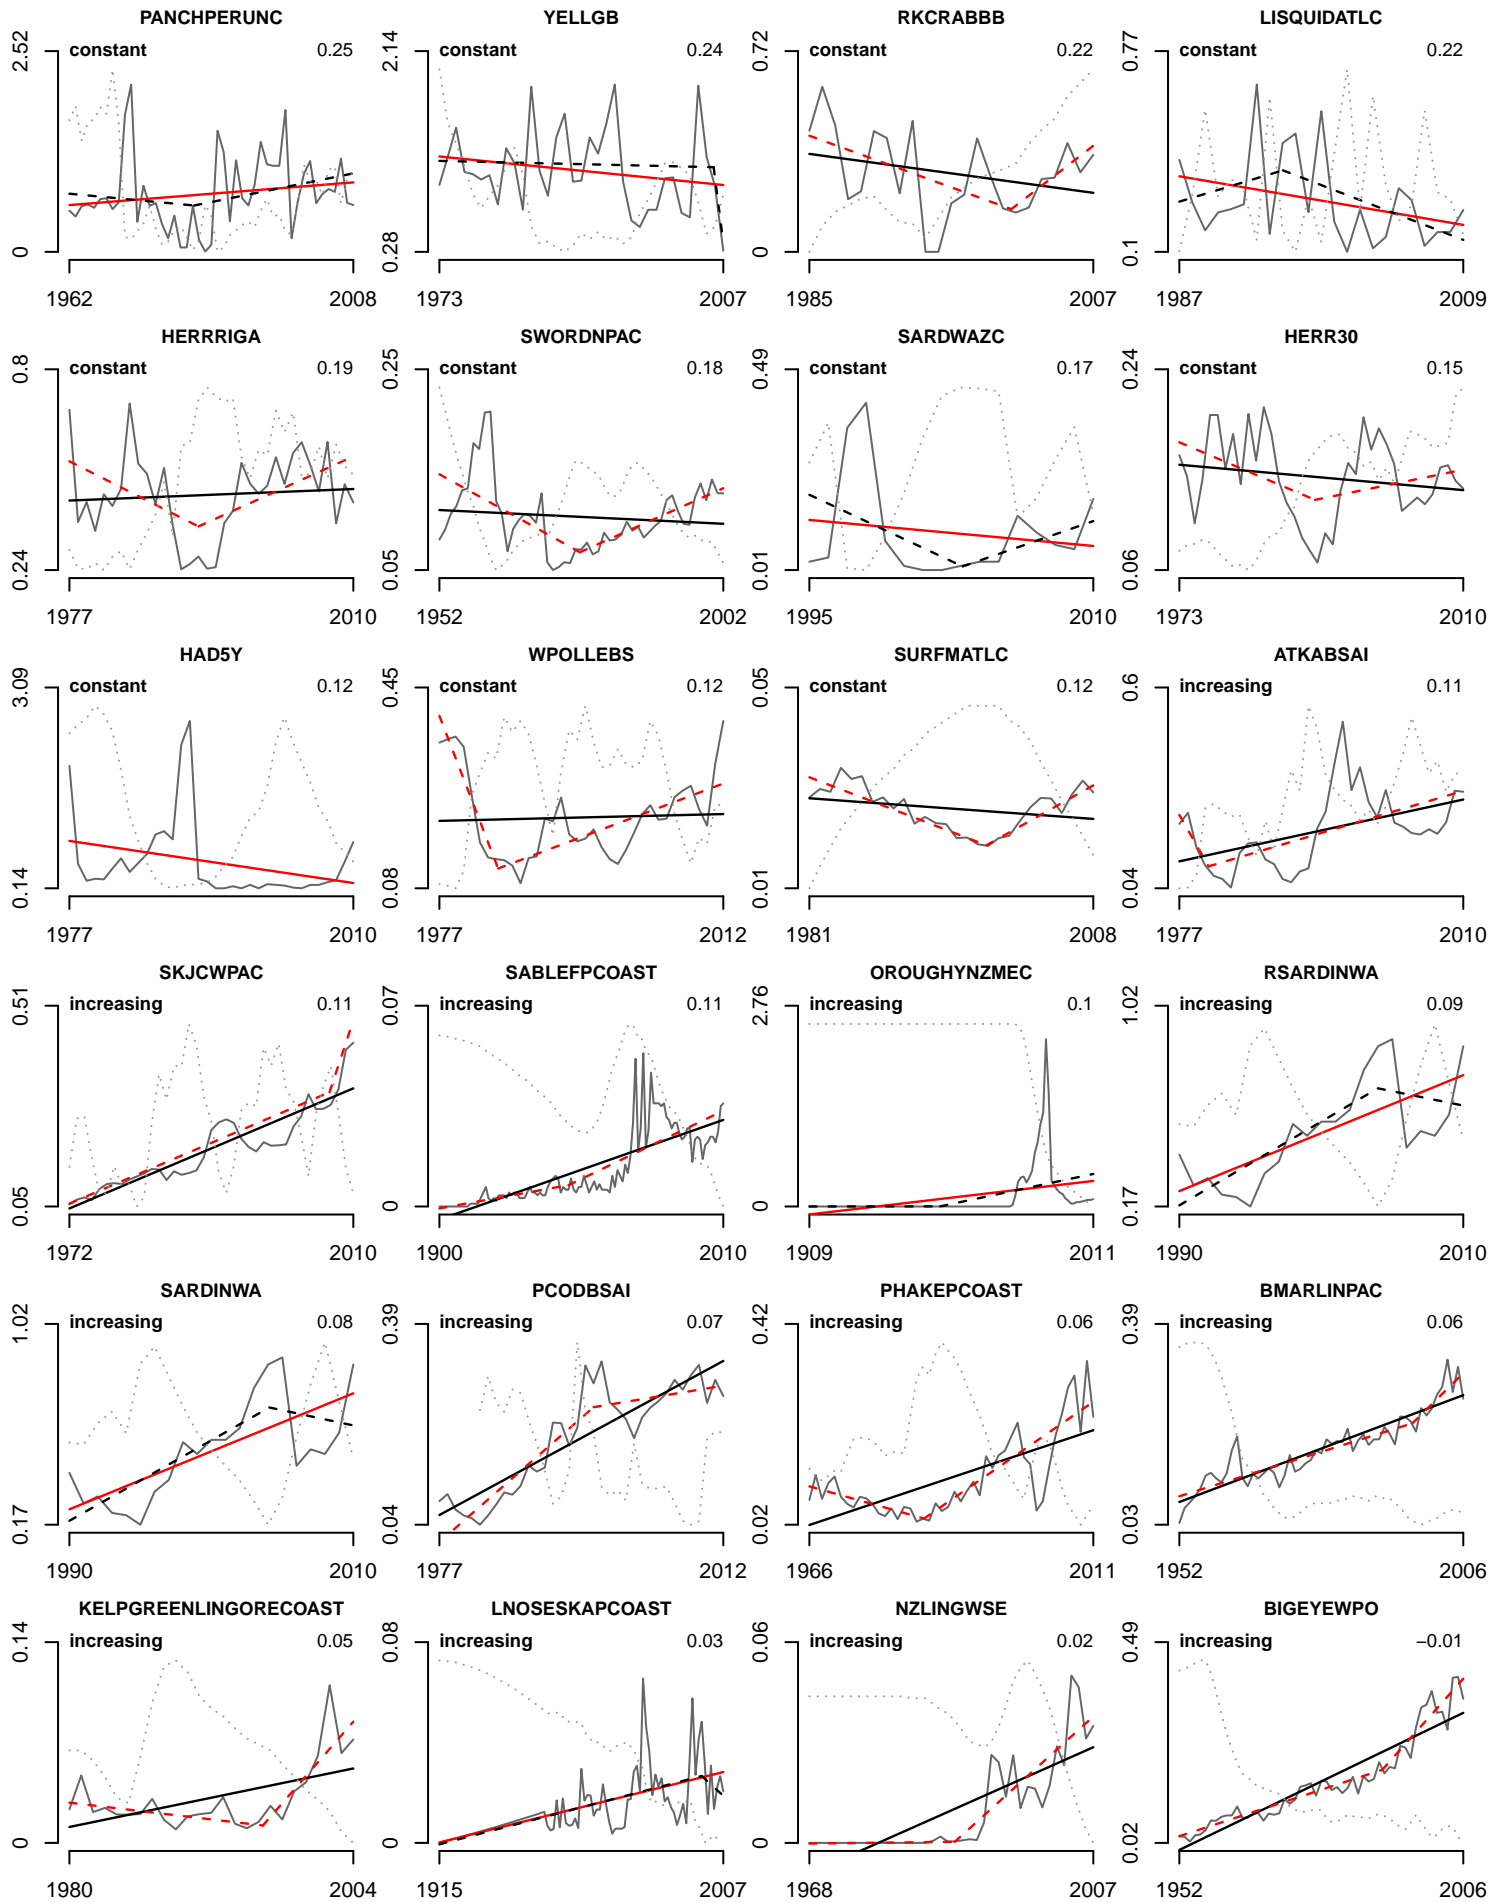 PANCHPERUNC YELLGB RKCRABBB LISQUIDATLC
2.52 constant 0.25 2.14 constant 0.24 0.72 constant 0.22 0.77 constant 0.22
0 0.28 0 0.1
1962 2008 1973 2007 1985 2007 1987 2009
HERRRIGA SWORDNPAC SARDWAZC HERR30
0.8 constant 0.19 0.25 constant 0.18 0.49 constant 0.17 0.24 constant 0.15
0.24 0.05 0.01 0.06
1977 2010 1952 2002 1995 2010 1973 2010
HAD5Y WPOLLEBS SURFMATLC ATKABSAI
3.09 constant 0.12 0.45 constant 0.12 0.05 constant 0.12 0.6 increasing 0.11
0.14 0.08 0.01 0.04
1977 2010 1977 2012 1981 2008 1977 2010
SKJCWPAC SABLEFPCOAST OROUGHYNZMEC RSARDINWA
0.51 increasing 0.11 0.07 increasing 0.11 2.76 increasing 0.1 1.02 increasing 0.09
0.05 0 0 0.17
1972 2010 1900 2010 1909 2011 1990 2010
SARDINWA PCODBSAI PHAKEPCOAST BMARLINPAC
1.02 increasing 0.08 0.39 increasing 0.07 0.42 increasing 0.06 0.39 increasing 0.06
0.17 0.04 0.02 0.03
1990 2010 1977 2012 1966 2011 1952 2006
KELPGREENLINGORECOAST LNOSESKAPCOAST NZLINGWSE BIGEYEWPO
0.14 increasing 0.05 0.08 increasing 0.03 0.06 increasing 0.02 0.49 increasing −0.01
0 0 0 0.02
1980 2004 1915 2007 1968 2007 1952 2006